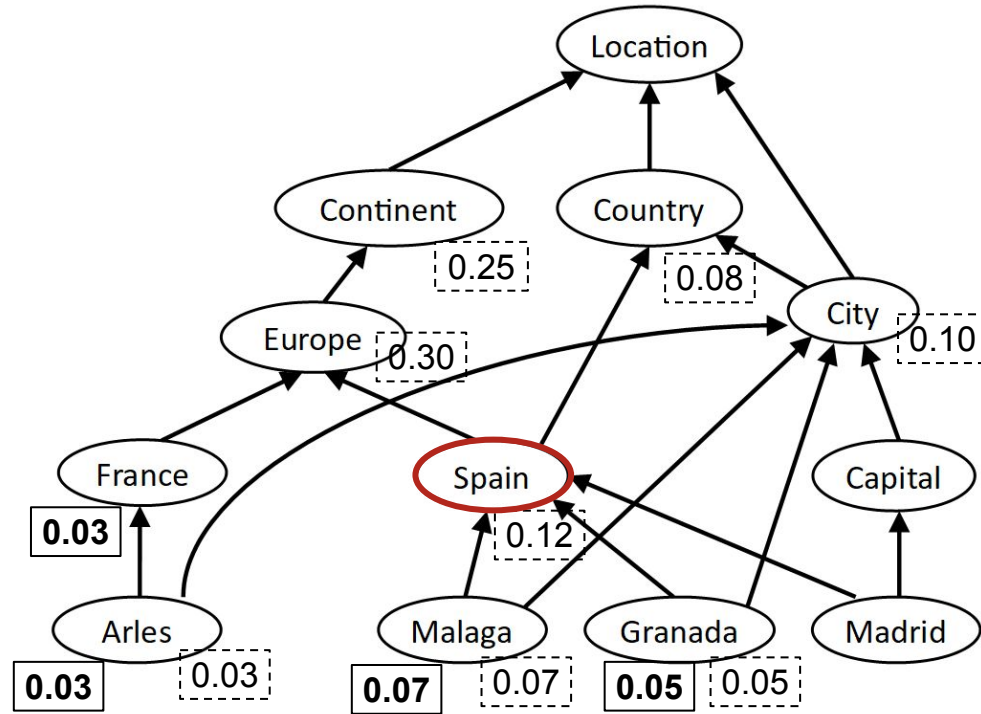 Location
Continent
Country
0.25
0.08
City
0.10
Europe
0.30
France
Spain
Capital
0.03
0.12
Arles
Malaga
Granada
Madrid
0.03
0.03
0.07
0.07
0.05
0.05